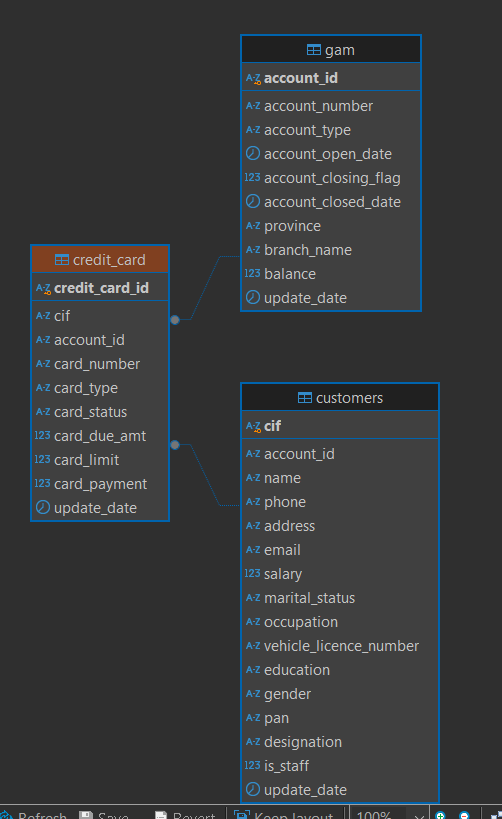 gam
A-Z account_id
A-Z account_number
A-Z account_type
account_open_date
123 account_closing_flag
account_closed_date
A-Z province
A-Z branch_name
123 balance
update_date
credit_card
A-Z credit_card_id
A-Z cif
A-Z account_id
A-Z card_number
A-Z card_type
A-Z card_status
123 card_due_amt
123 card_limit
123 card_payment
update_date
customers
A-Z cif
A-Z account_id
A-Z name
A-Z phone
A-Z address
A-Z email
123 salary
A-Z marital_status
A-Z occupation
A-Z vehicle_licence_number
A-Z education
A-Z gender
A-Z pan
A-Z designation
123 is_staff
update_date
Refresh Save Revert Keep layout 100%